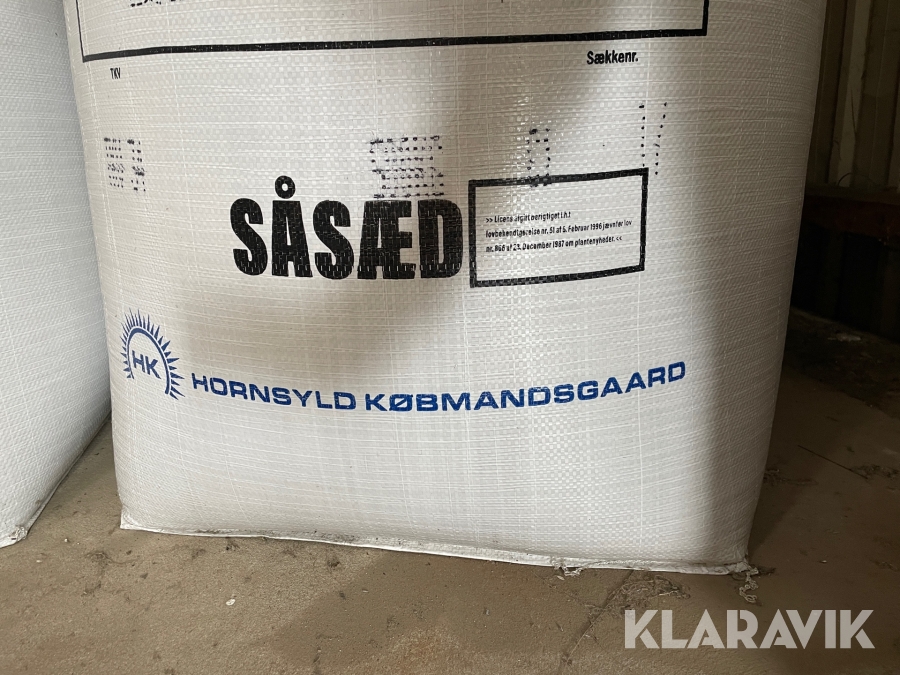 TKV
Sækkenr.
SÅSÆD
>> Licens afgift berigtiget i.h.t
lovbekendtgørelse nr. 51 af 5. Februar 1996 jævnfør lov
nr. 866 af 23. December 1987 om plantenyheder. <<
HK
HORNSYLD KØBMANDSGAARD
KLARAVIK